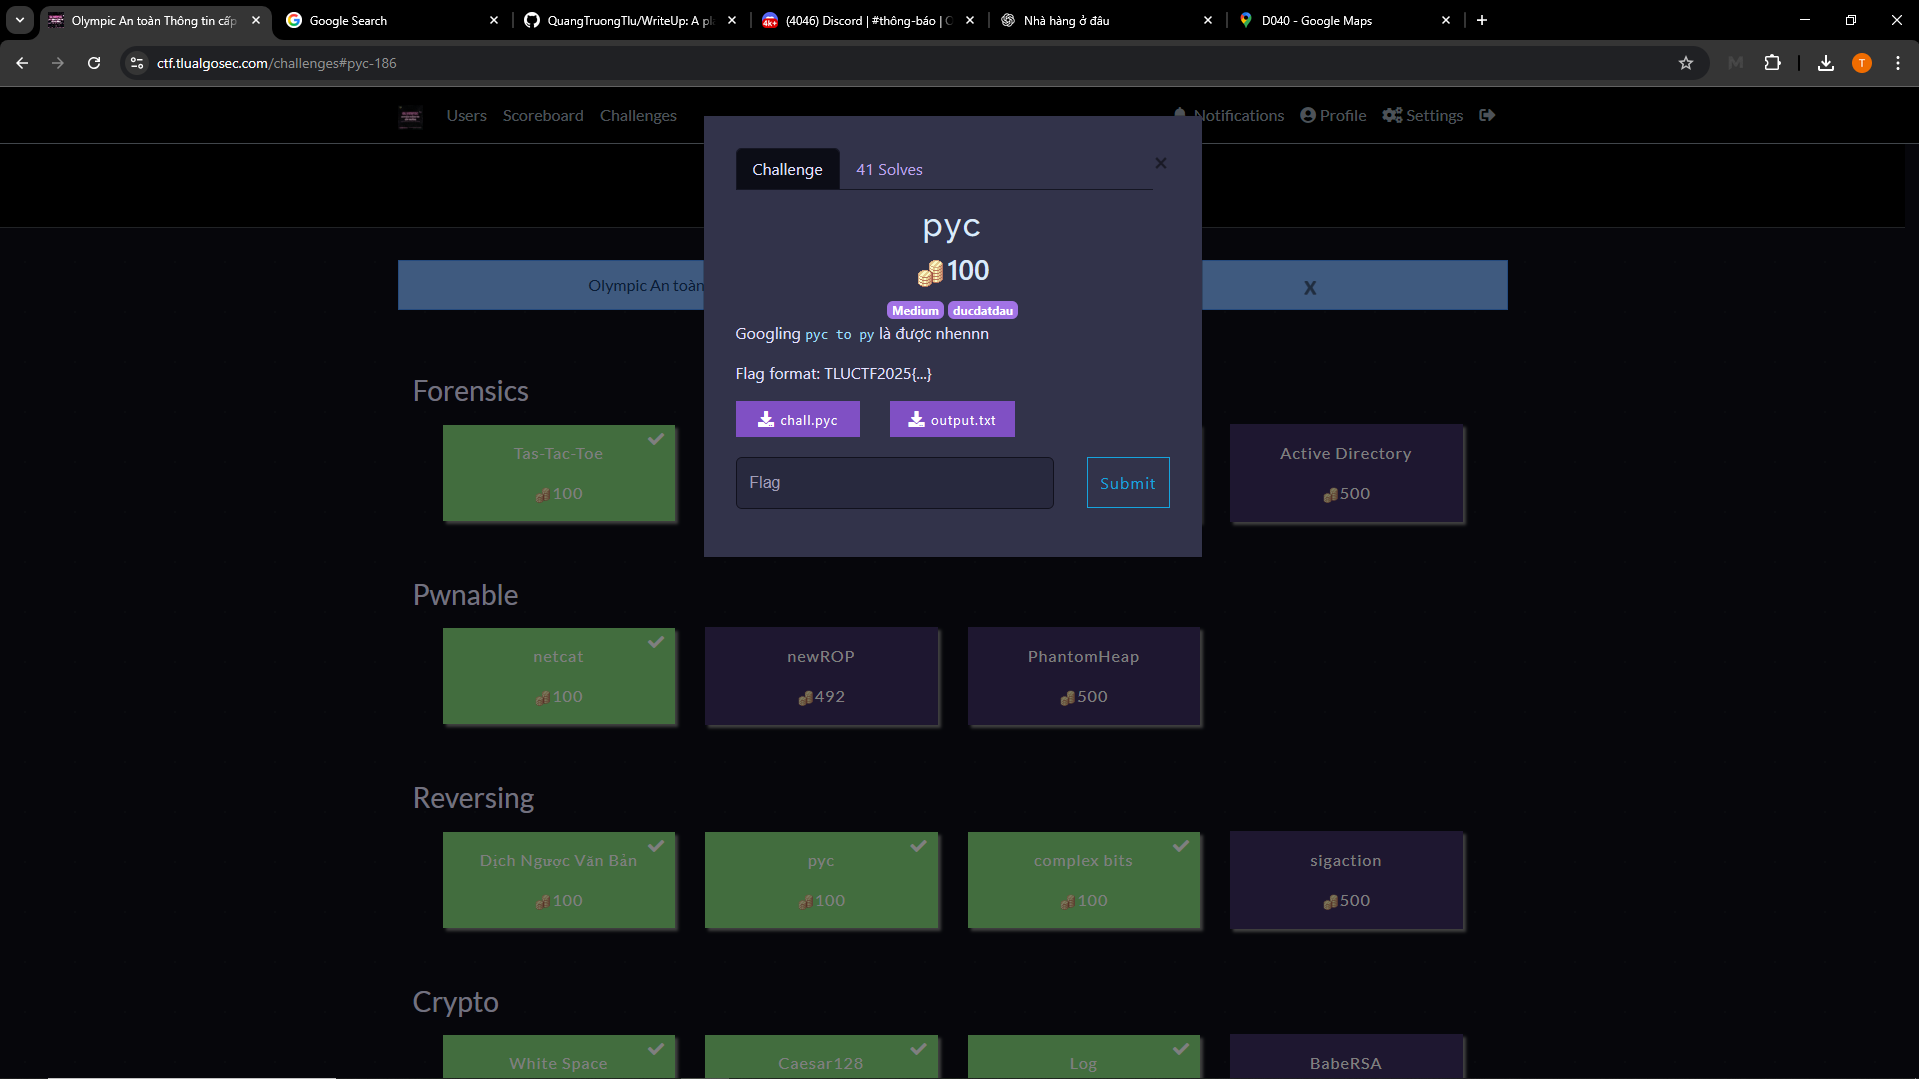 Olympic An toàn Thông tin cấp
Google Search
QuangTruongTlu/WriteUp: A pl
(4046) Discord | #thông-báo |
Nhà hàng ở đâu
D040 - Google Maps
ctf.tlualgosec.com/challenges#pyc-186
T
Users Scoreboard Challenges
Notifications Profile Settings
Challenge 41 Solves
pyc
100
Medium ducdatdau
Olympic An toàn
X
Googling pyc to py là được nhennn
Flag format: TLUCTF2025{...}
chall.pyc output.txt
Flag Submit
Forensics
Tas-Tac-Toe
100
Active Directory
500
Pwnable
netcat
100
newROP
492
PhantomHeap
500
Reversing
Dịch Ngược Văn Bản
100
pyc
100
complex bits
100
sigaction
500
Crypto
White Space
Caesar128
Log
BabeRSA